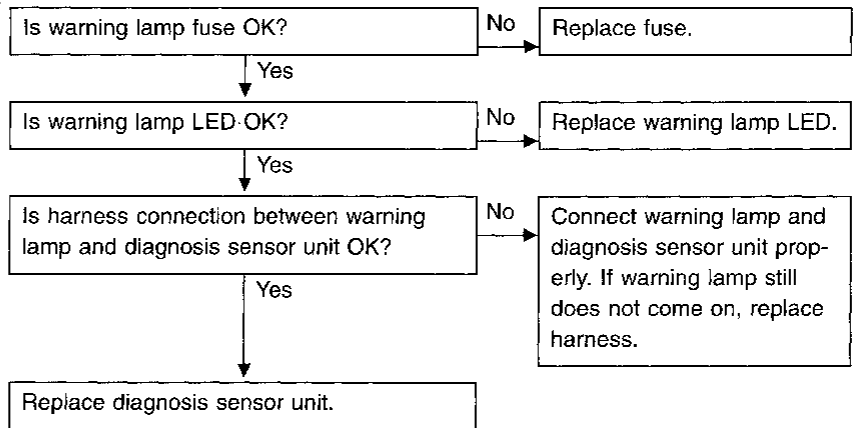 Is warning lamp fuse OK?
No
Replace fuse.
Yes
Is warning lamp LED OK?
No
Replace warning lamp LED.
Yes
Is harness connection between warning
lamp and diagnosis sensor unit OK?
No
Connect warning lamp and
diagnosis sensor unit prop-
erly. If warning lamp still
does not come on, replace
harness.
Yes
Replace diagnosis sensor unit.